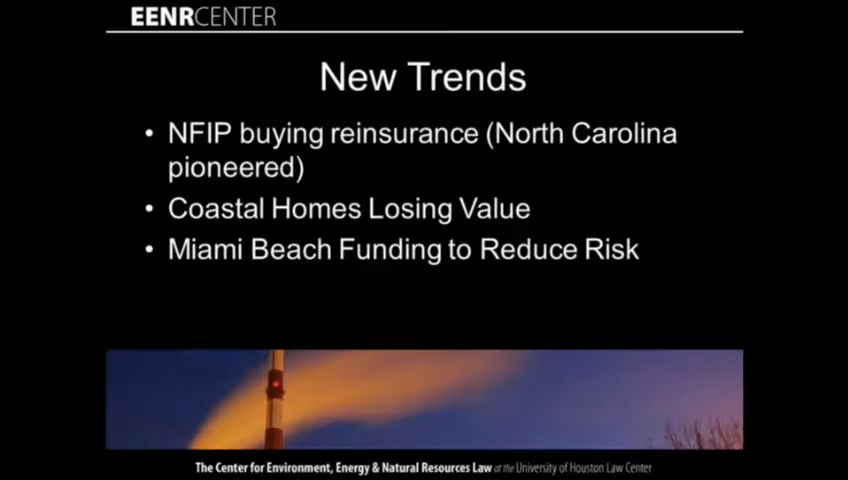 EENRCENTER
New Trends
• NFIP buying reinsurance (North Carolina
pioneered)
• Coastal Homes Losing Value
• Miami Beach Funding to Reduce Risk
The Center for Environment, Energy & Natural Resources Law at the University of Houston Law Center